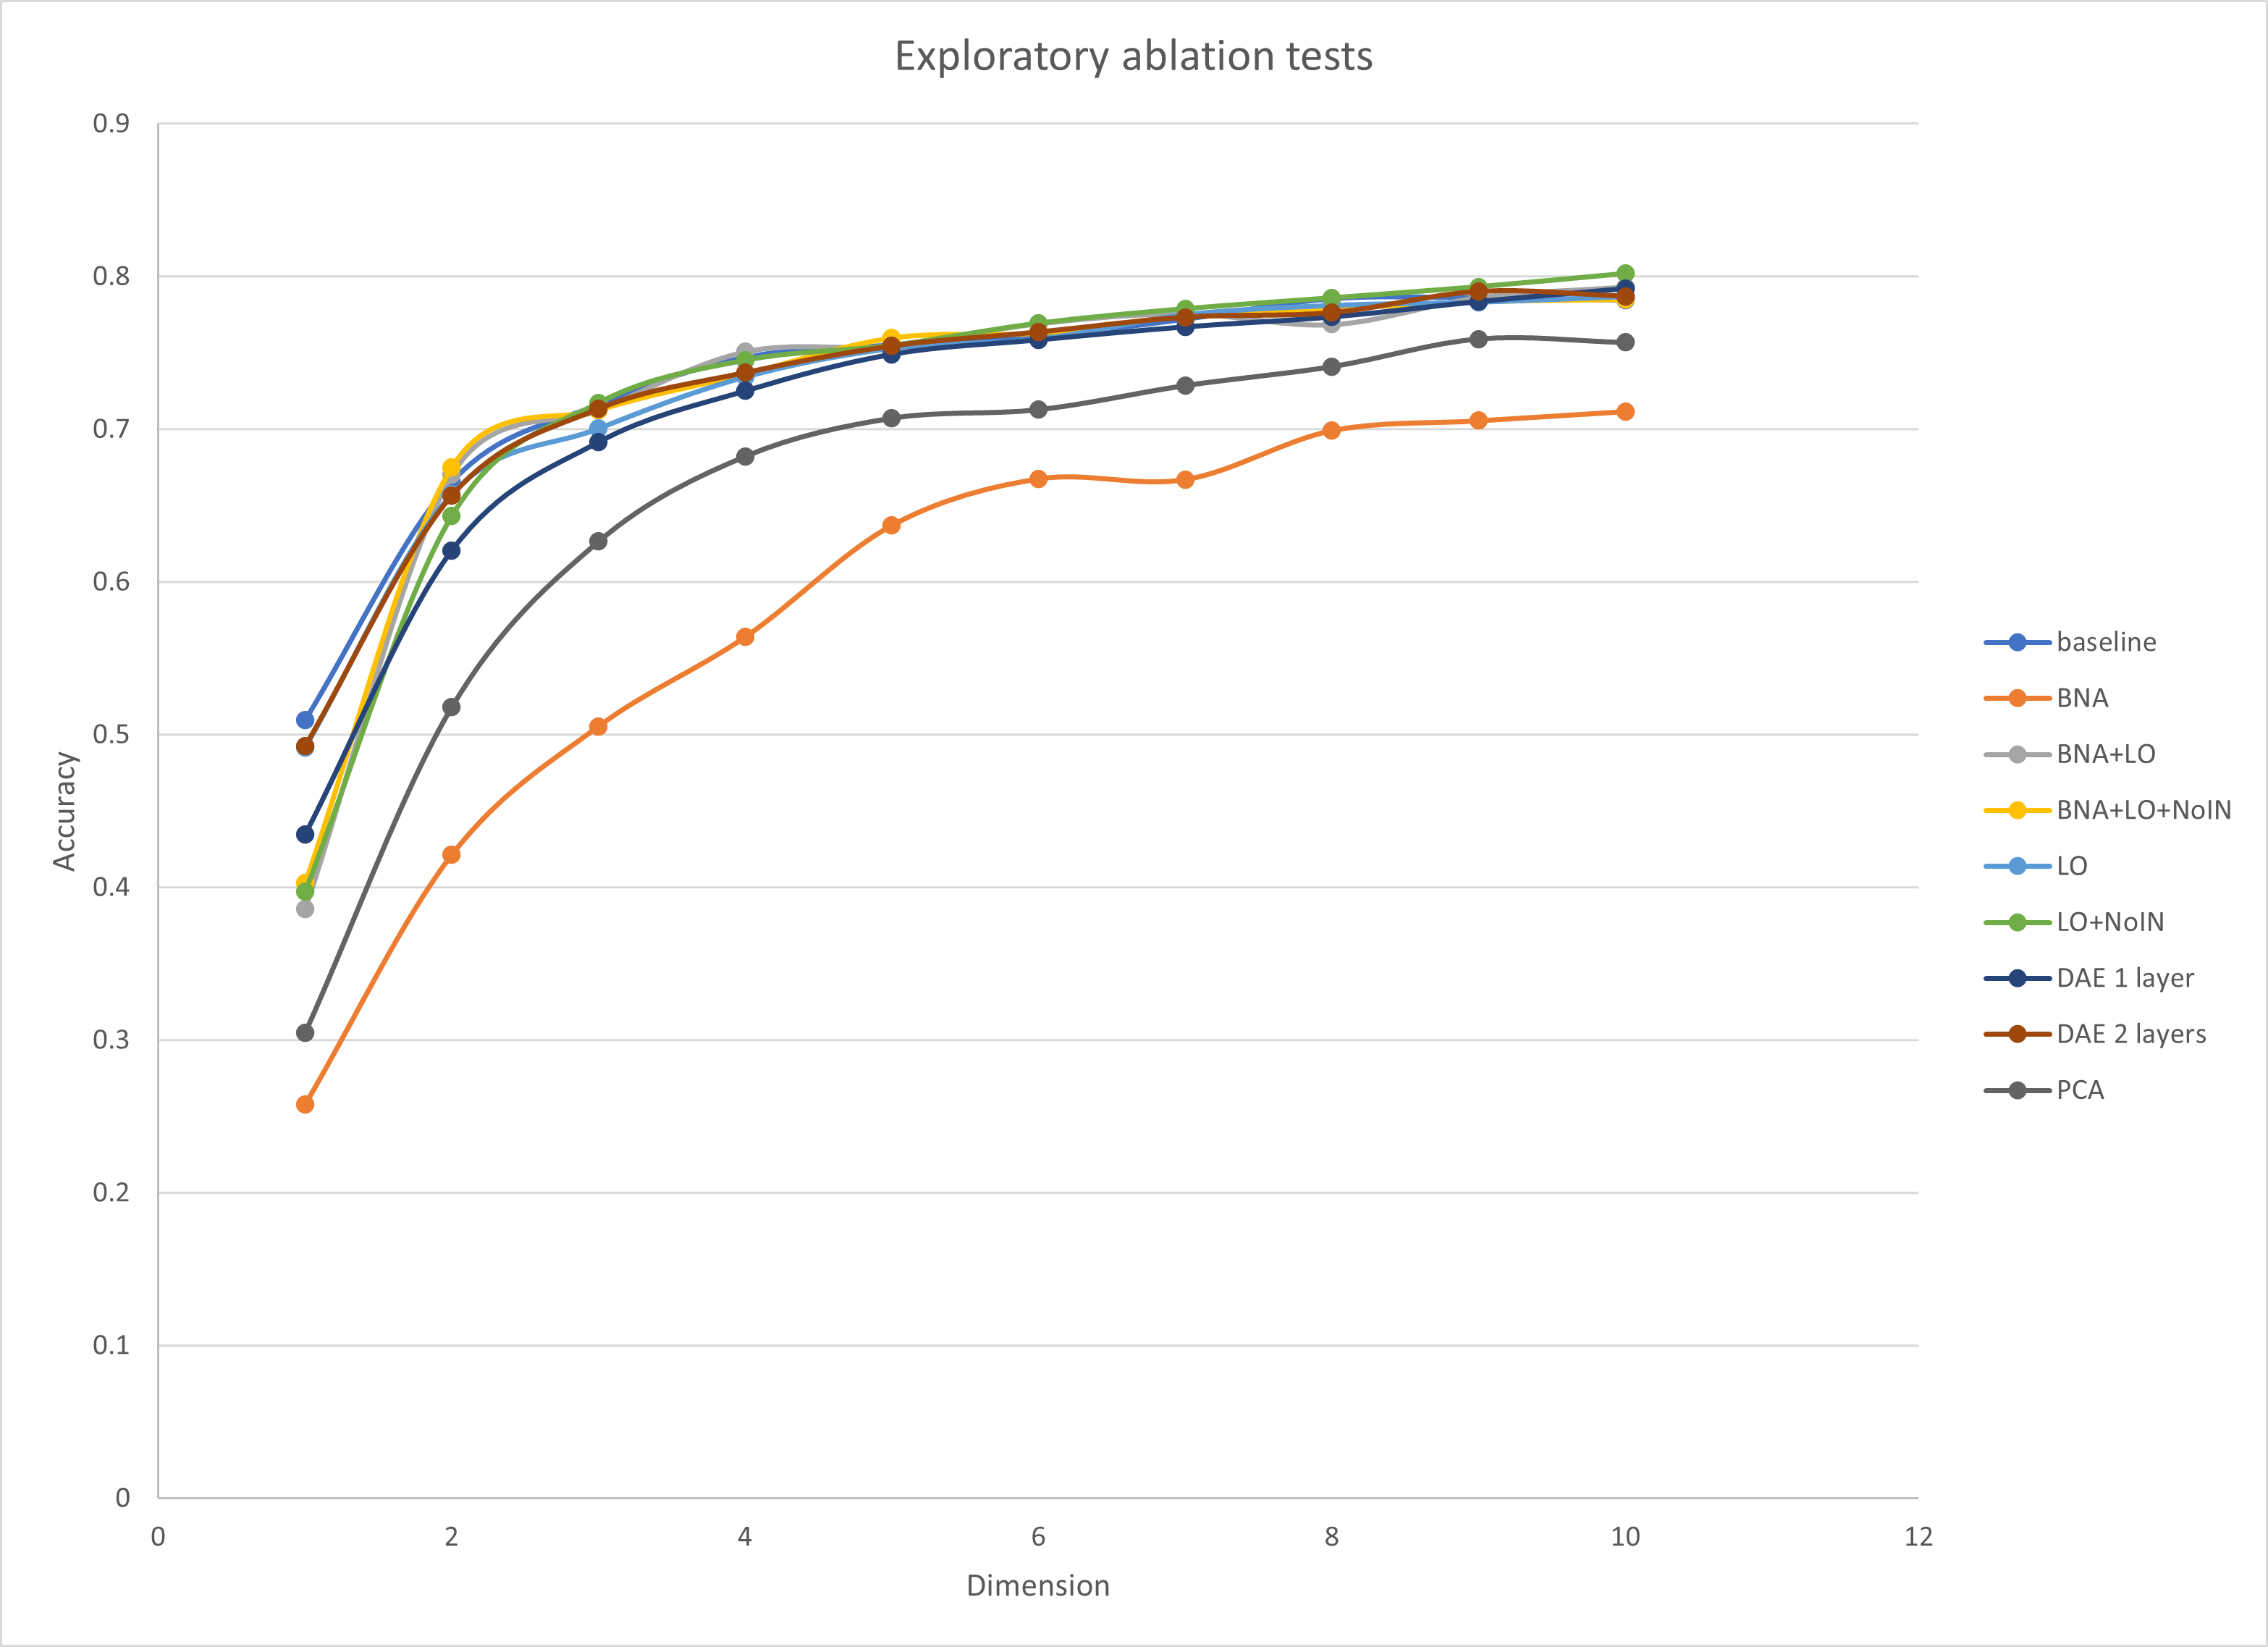 Exploratory ablation tests
0.9
0.8
0.7
0.6
0.5
0.4
0.3
0.2
0.1
0
Accuracy
0 2 4 6 8 10 12
Dimension
baseline
BNA
BNA+LO
BNA+LO+NoIN
LO
LO+NoIN
DAE 1 layer
DAE 2 layers
PCA